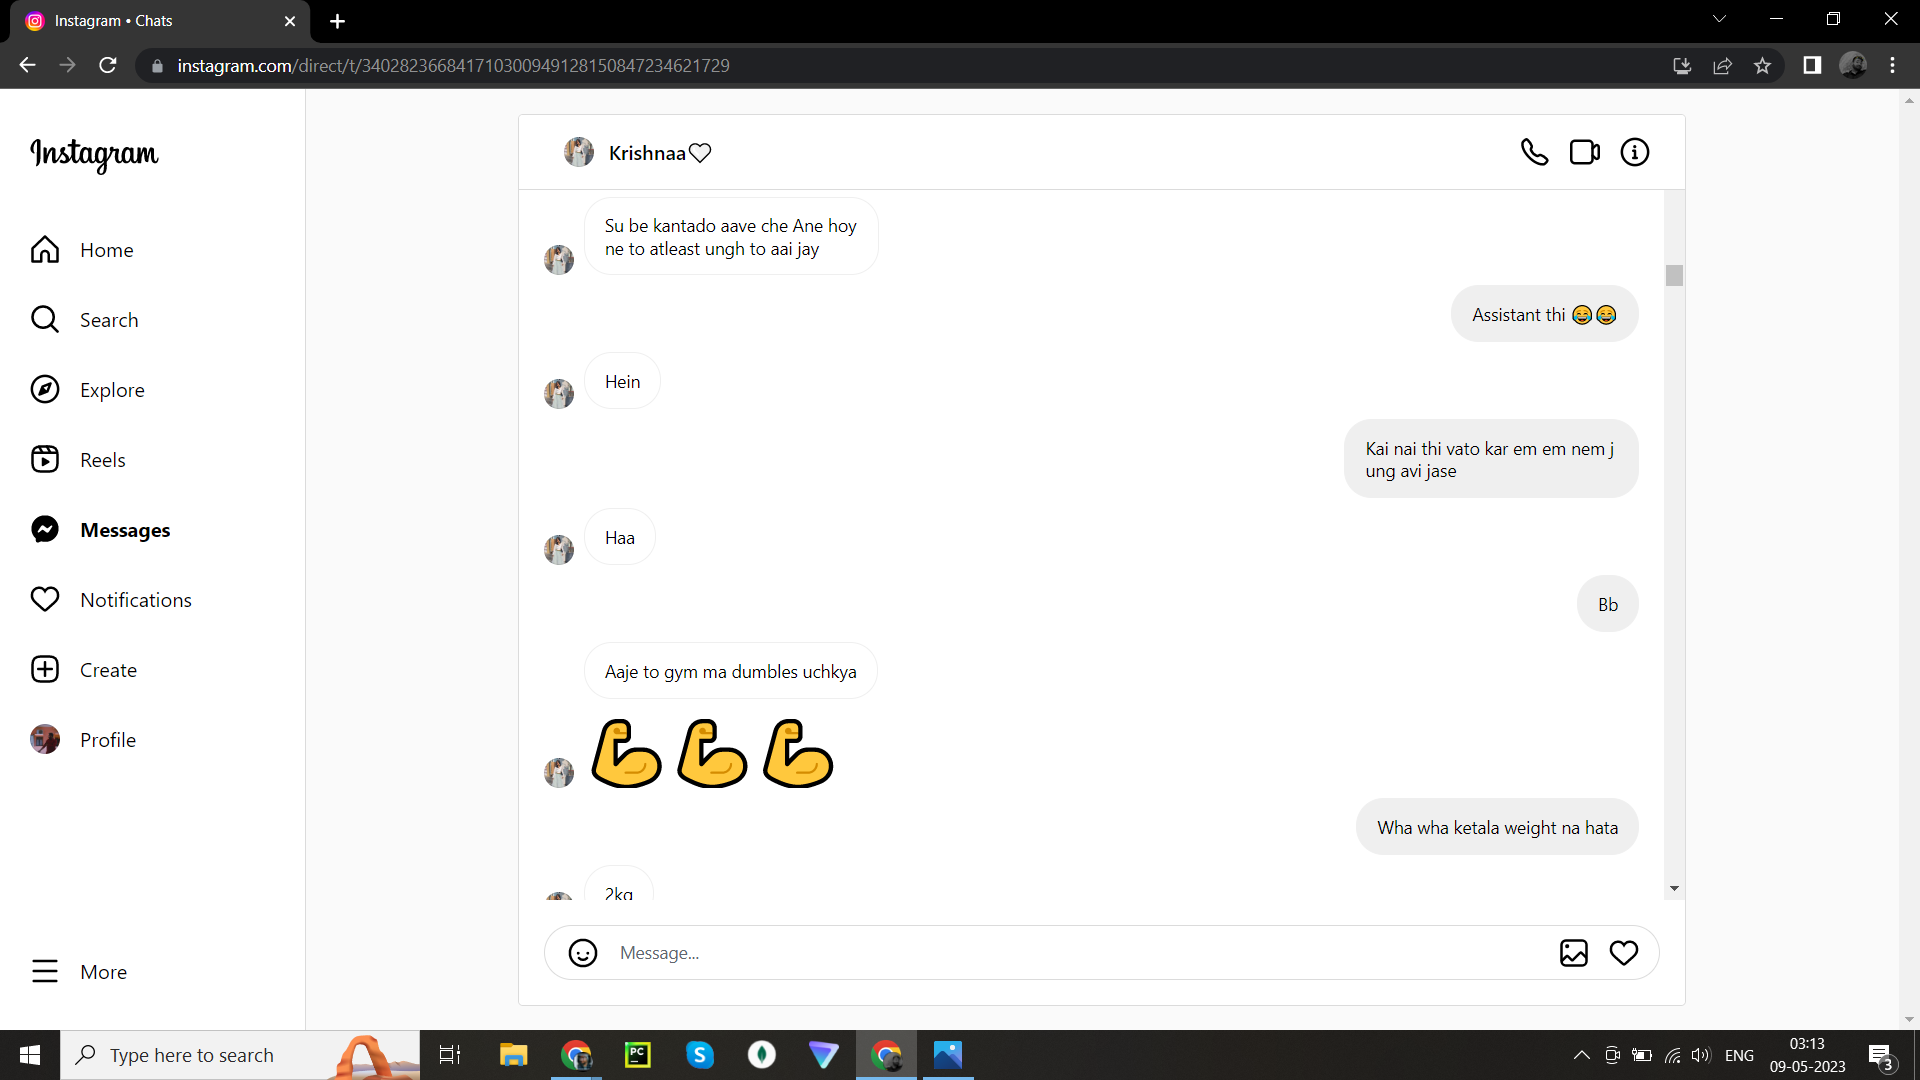 Instagram • Chats
instagram.com/direct/t/340282366841710300949128150847234621729
Instagram
Home
Search
Explore
Reels
Messages
Notifications
Create
Profile
More
Krishnaa♡
Su be kantado aave che Ane hoy
ne to atleast ungh to aai jay
Assistant thi 😂😂
Hein
Kai nai thi vato kar em em nem j
ung avi jase
Haa
Bb
Aaje to gym ma dumbles uchkya
💪💪💪
Wha wha ketala weight na hata
2kg
Message...
Type here to search
PC
S
ENG
03:13
09-05-2023
3